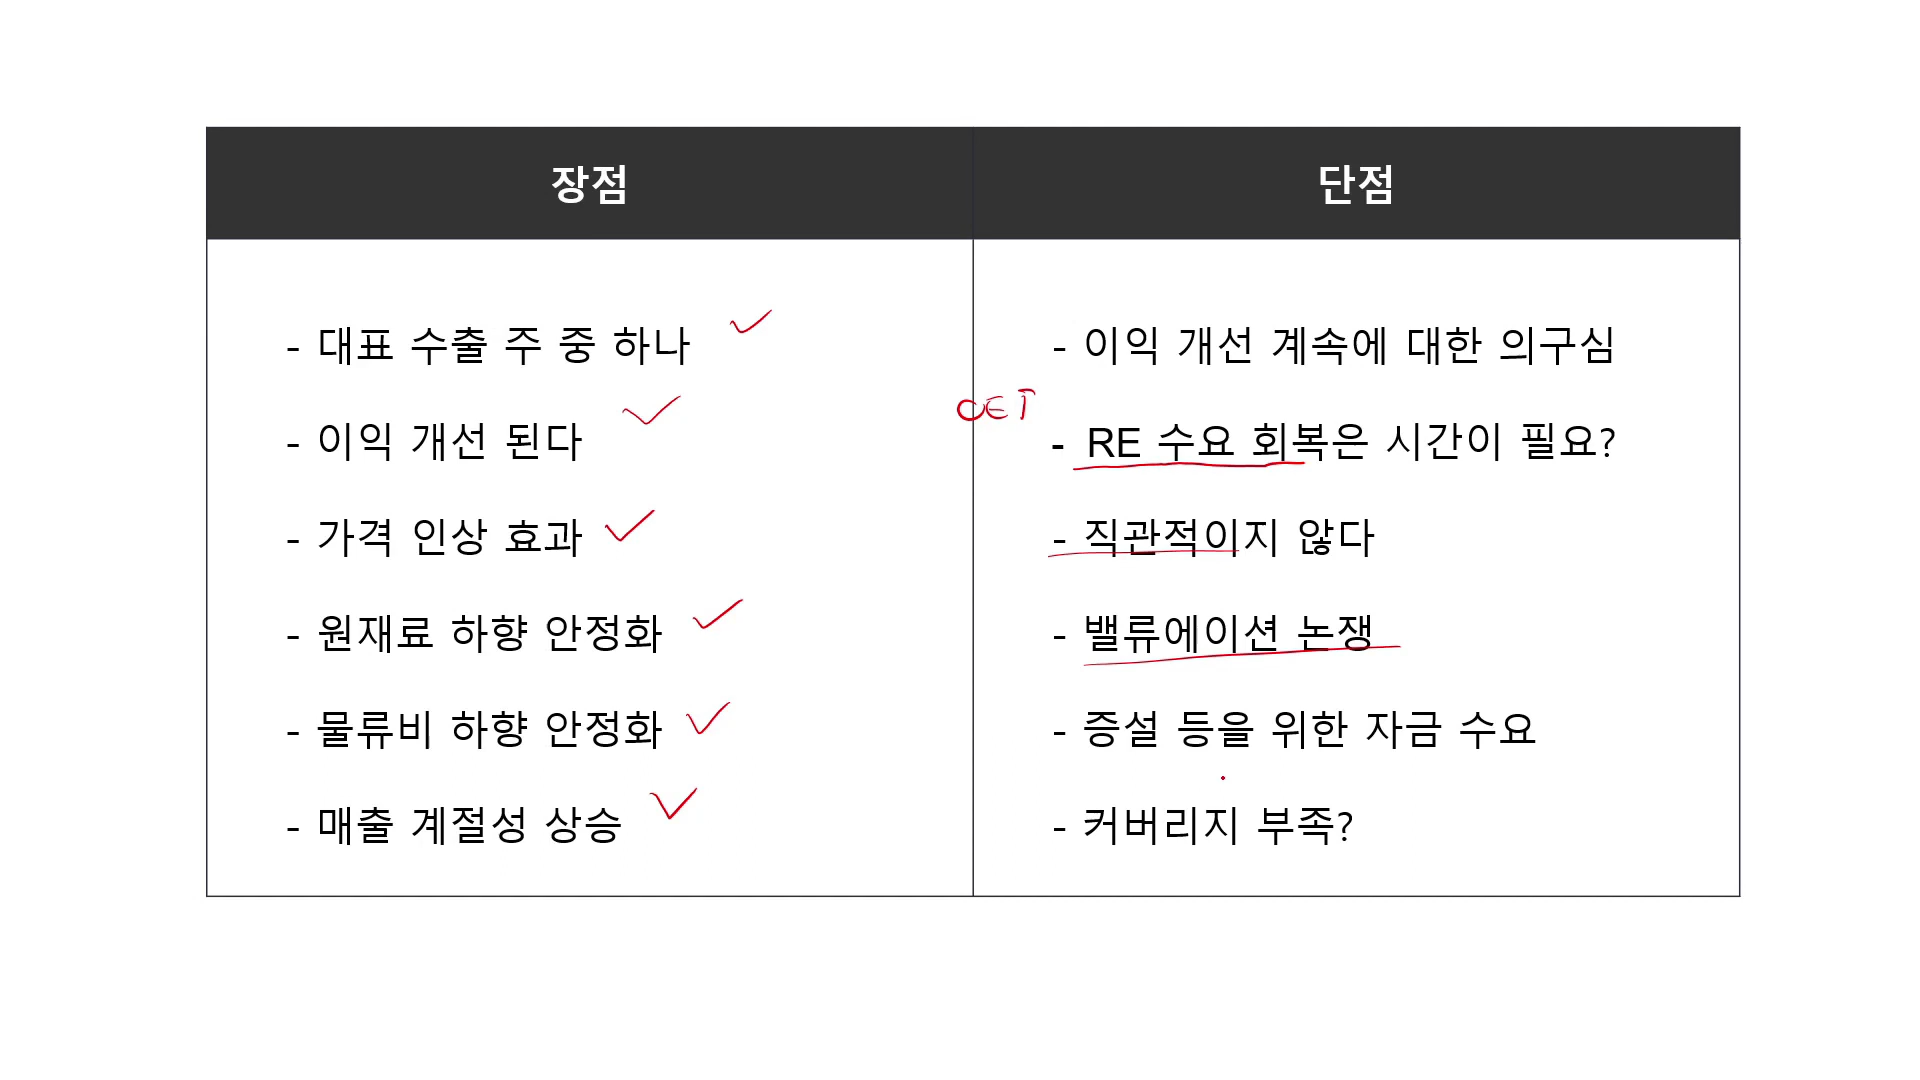 장점
- 대표 수출 주 중 하나
- 이익 개선 된다
- 가격 인상 효과
- 원재료 하향 안정화
- 물류비 하향 안정화
- 매출 계절성 상승
단점
- 이익 개선 계속에 대한 의구심
OET
- RE 수요 회복은 시간이 필요?
- 직관적이지 않다
- 밸류에이션 논쟁
- 증설 등을 위한 자금 수요
- 커버리지 부족?